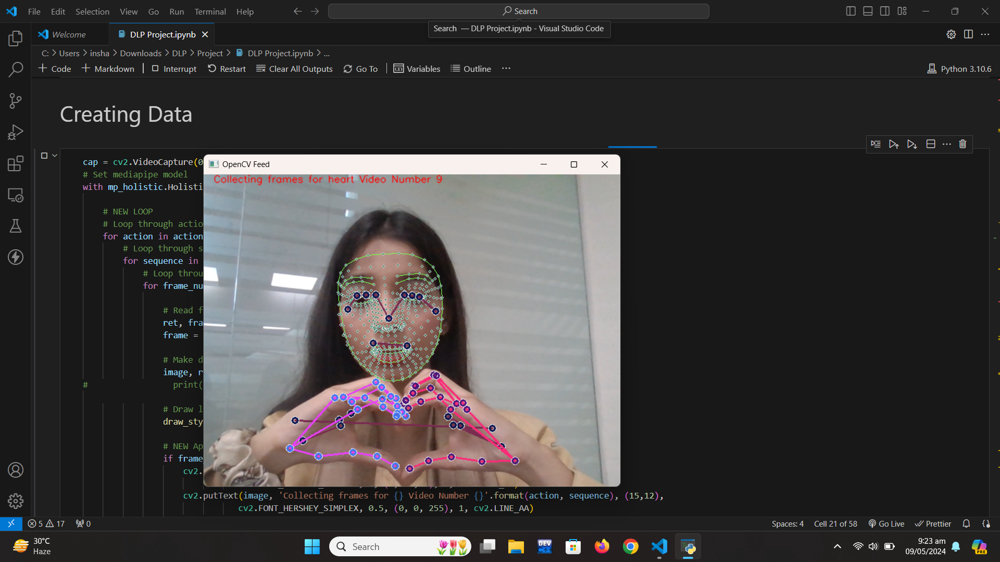 File Edit Selection View Go Run Terminal Help
Search
Search — DLP Project.ipynb - Visual Studio Code
Welcome
DLP Project.ipynb
C: > Users > insha > Downloads > DLP > Project > DLP Project.ipynb > ...
+ Code + Markdown Interrupt Restart Clear All Outputs Go To Variables Outline ...
Python 3.10.6
Creating Data
cap = cv2.VideoCapture(0
OpenCV Feed
# Set mediapipe model
Collecting frames for heart Video Number 9
with mp_holistic.Holisti
# NEW LOOP
# Loop through actio
for action in action
# Loop through s
for sequence in
# Loop throu
for frame_nu
# Read f
ret, fra
frame =
# Make d
image, r
# print(
# Draw l
draw_sty
# NEW Ap
if frame
cv2.
cv2.putText(image, 'Collecting frames for {} Video Number {}'.format(action, sequence), (15,12),
cv2.FONT_HERSHEY_SIMPLEX, 0.5, (0, 0, 255), 1, cv2.LINE_AA)
5 17 0
Spaces: 4 Cell 21 of 58 Go Live Prettier
30°C
Haze
Search
DEV
C++
9:23 am
09/05/2024
PRE